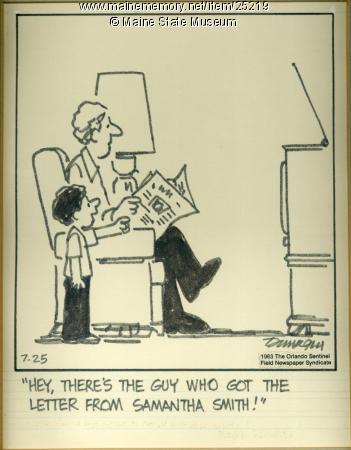 www.mainememory.net/item/25219
© Maine State Museum
7-25
1983 The Orlando Sentinel
Field Newspaper Syndicate
"HEY, THERE'S THE GUY WHO GOT THE
LETTER FROM SAMANTHA SMITH!"